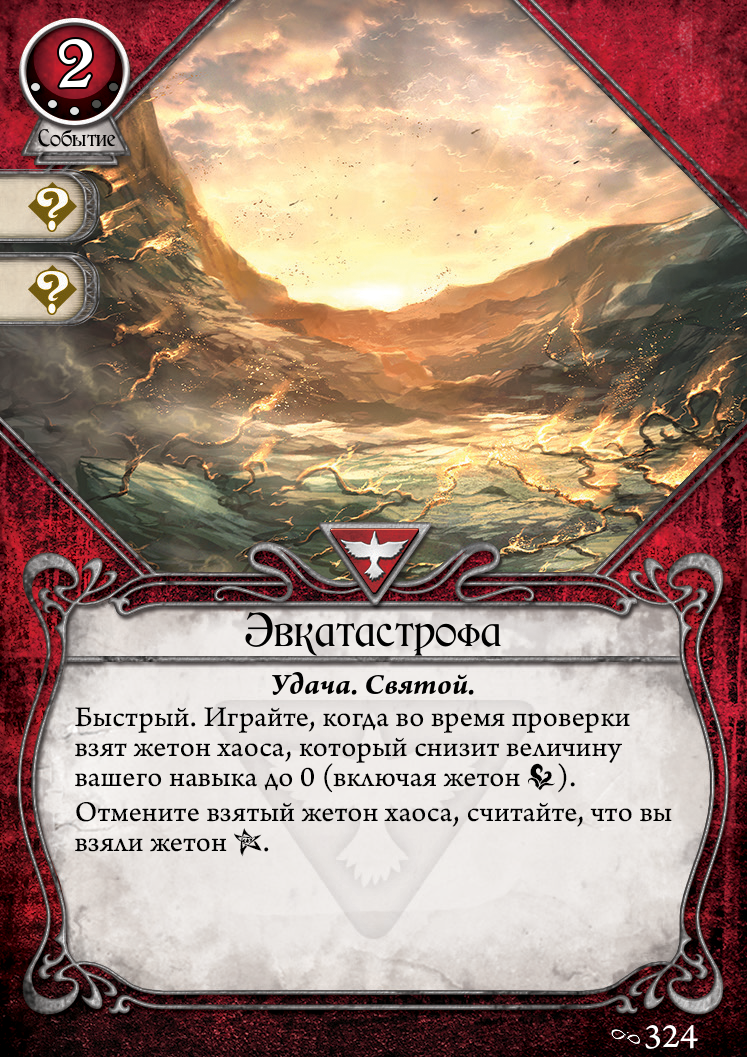 2
Событие
?
?
Эвкатастрофа
Удача. Святой.
Быстрый. Играйте, когда во время проверки
взят жетон хаоса, который снизит величину
вашего навыка до 0 (включая жетон ).
Отмените взятый жетон хаоса, считайте, что вы
взяли жетон .
324